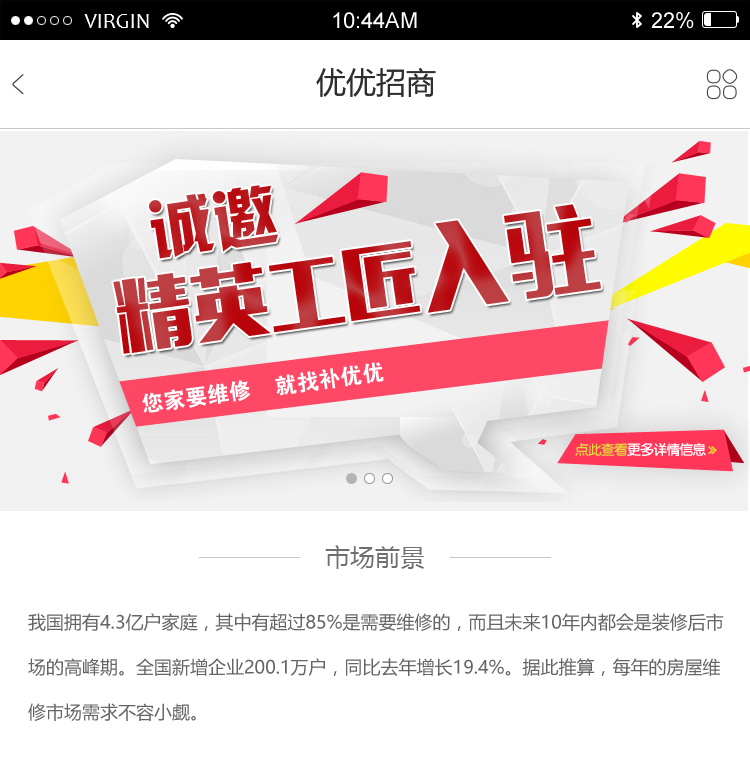 VIRGIN 10:44AM 22%
优优招商
诚邀
精英工匠入驻
您家要维修 就找补优优
点此查看更多详情信息»
市场前景
我国拥有4.3亿户家庭，其中有超过85%是需要维修的，而且未来10年内都会是装修后市
场的高峰期。全国新增企业200.1万户，同比去年增长19.4%。据此推算，每年的房屋维
修市场需求不容小觑。